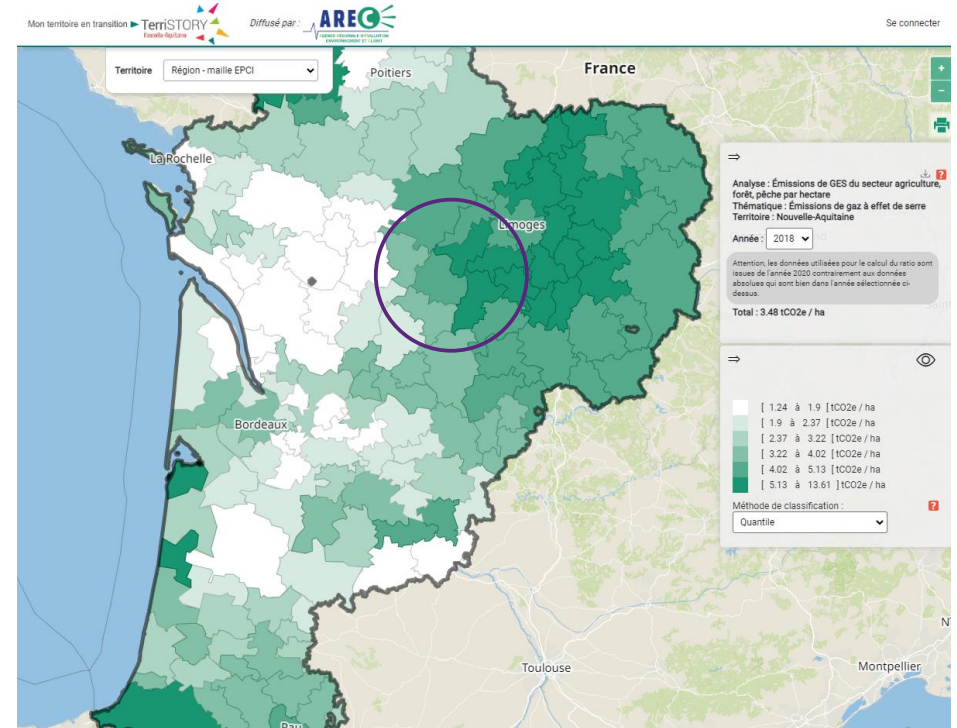 Mon territoire en transition ► TerriSTORY
Nouvelle-Aquitaine
Diffusé par :
AREC
AGENCE RÉGIONALE D'ÉVALUATION
ENVIRONNEMENT ET CLIMAT
Se connecter
Territoire Région - maille EPCI
Poitiers
France
+
−
La Rochelle
Limoges
Bordeaux
Toulouse
Montpellier
Pau
⇒
Analyse : Émissions de GES du secteur agriculture,
forêt, pêche par hectare
Thématique : Émissions de gaz à effet de serre
Territoire : Nouvelle-Aquitaine
?
Année : 2018
Attention, les données utilisées pour le calcul du ratio sont
issues de l'année 2020 contrairement aux données
absolues qui sont bien dans l'année sélectionnée ci-
dessus.
Total : 3.48 tCO2e / ha
⇒
[ 1.24 à 1.9 [ tCO2e / ha
[ 1.9 à 2.37 [ tCO2e / ha
[ 2.37 à 3.22 [ tCO2e / ha
[ 3.22 à 4.02 [ tCO2e / ha
[ 4.02 à 5.13 [ tCO2e / ha
[ 5.13 à 13.61 ] tCO2e / ha
Méthode de classification :
?
Quantile